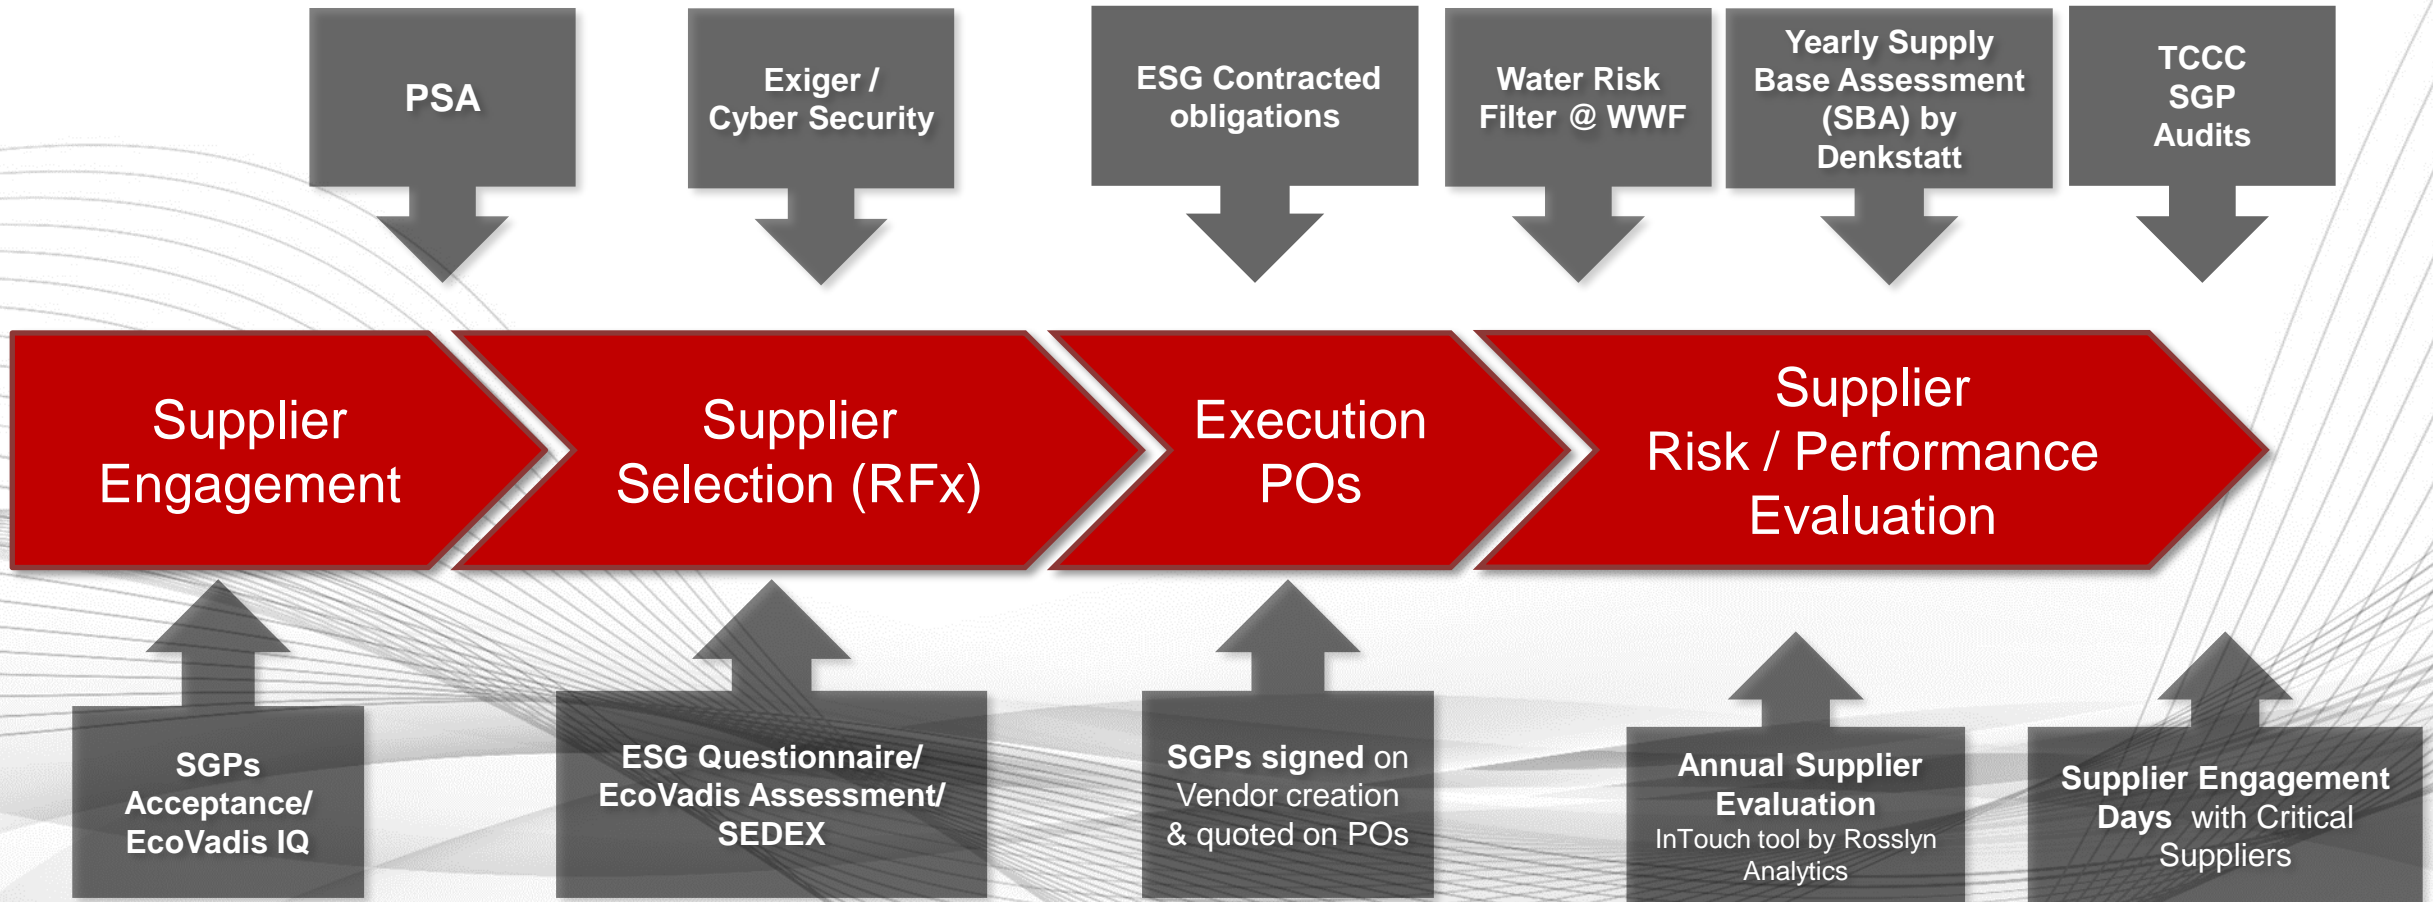 PSA
Exiger /
Cyber Security
ESG Contracted
obligations
Water Risk
Filter @ WWF
Yearly Supply
Base Assessment
(SBA) by
Denkstatt
TCCC
SGP
Audits
Supplier
Engagement
Supplier
Selection (RFx)
Execution
POs
Supplier
Risk / Performance
Evaluation
SGPs
Acceptance/
EcoVadis IQ
ESG Questionnaire/
EcoVadis Assessment/
SEDEX
SGPs signed on
Vendor creation
& quoted on POs
Annual Supplier
Evaluation
InTouch tool by Rosslyn
Analytics
Supplier Engagement
Days with Critical
Suppliers